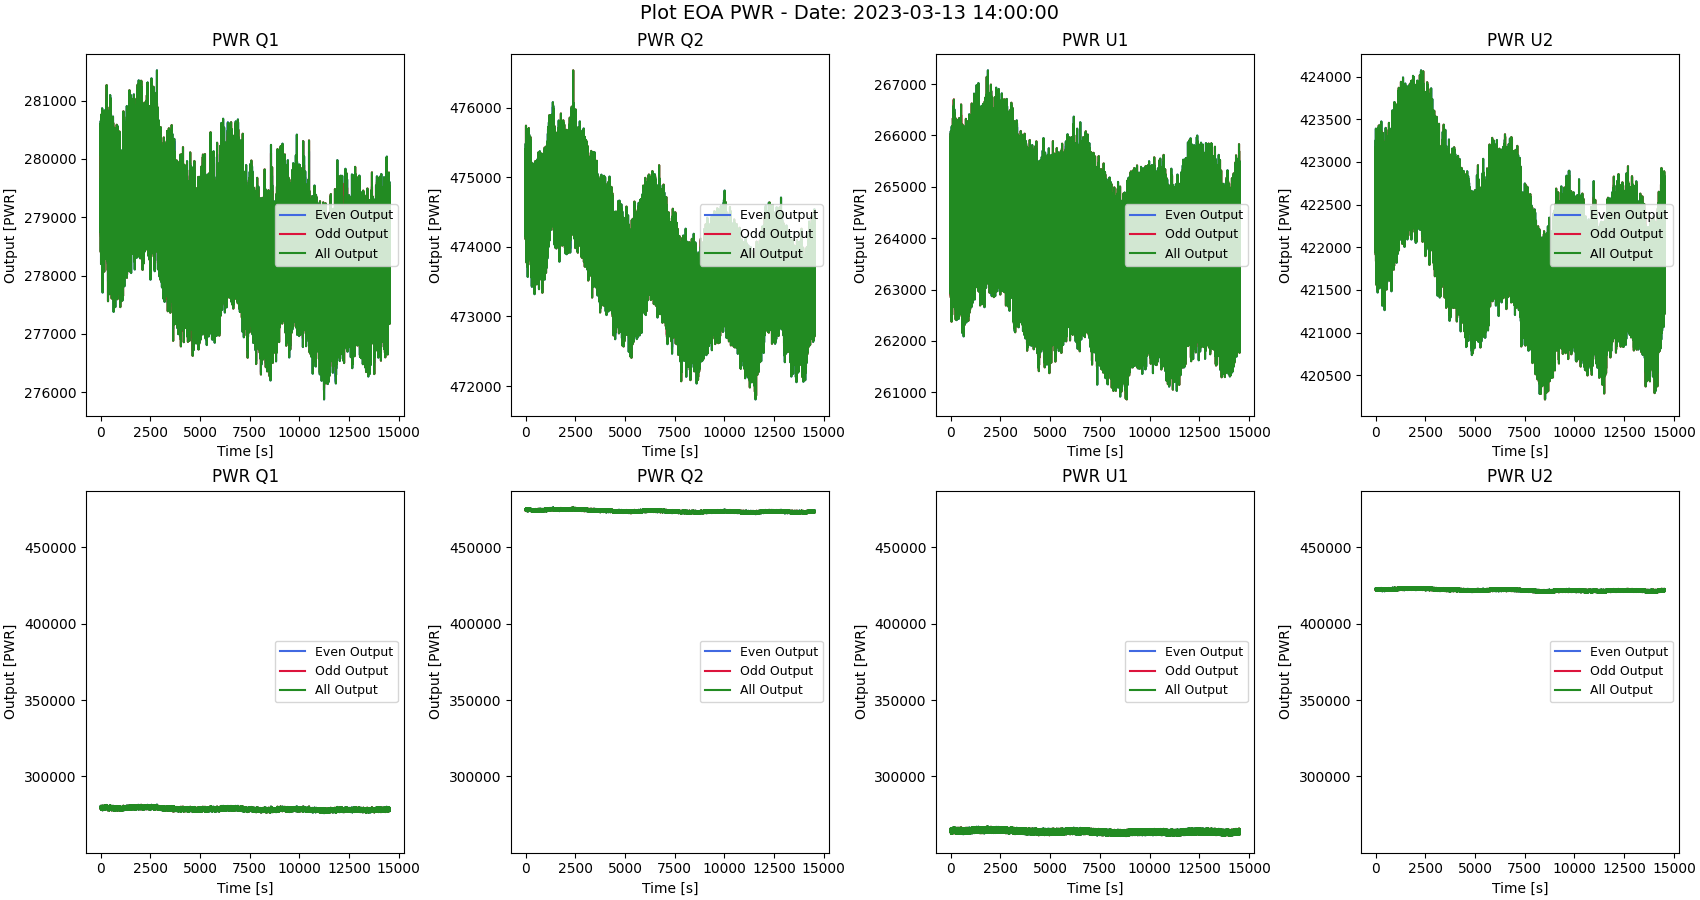 Plot EOA PWR - Date: 2023-03-13 14:00:00
PWR Q1
Output [PWR]
281000
280000
279000
278000
277000
276000
Even Output
Odd Output
All Output
0 2500 5000 7500 10000 12500 15000
Time [s]
PWR Q2
Output [PWR]
476000
475000
474000
473000
472000
Even Output
Odd Output
All Output
0 2500 5000 7500 10000 12500 15000
Time [s]
PWR U1
Output [PWR]
267000
266000
265000
264000
263000
262000
261000
Even Output
Odd Output
All Output
0 2500 5000 7500 10000 12500 15000
Time [s]
PWR U2
Output [PWR]
424000
423500
423000
422500
422000
421500
421000
420500
Even Output
Odd Output
All Output
0 2500 5000 7500 10000 12500 15000
Time [s]
PWR Q1
Output [PWR]
450000
400000
350000
300000
Even Output
Odd Output
All Output
0 2500 5000 7500 10000 12500 15000
Time [s]
PWR Q2
Output [PWR]
450000
400000
350000
300000
Even Output
Odd Output
All Output
0 2500 5000 7500 10000 12500 15000
Time [s]
PWR U1
Output [PWR]
450000
400000
350000
300000
Even Output
Odd Output
All Output
0 2500 5000 7500 10000 12500 15000
Time [s]
PWR U2
Output [PWR]
450000
400000
350000
300000
Even Output
Odd Output
All Output
0 2500 5000 7500 10000 12500 15000
Time [s]